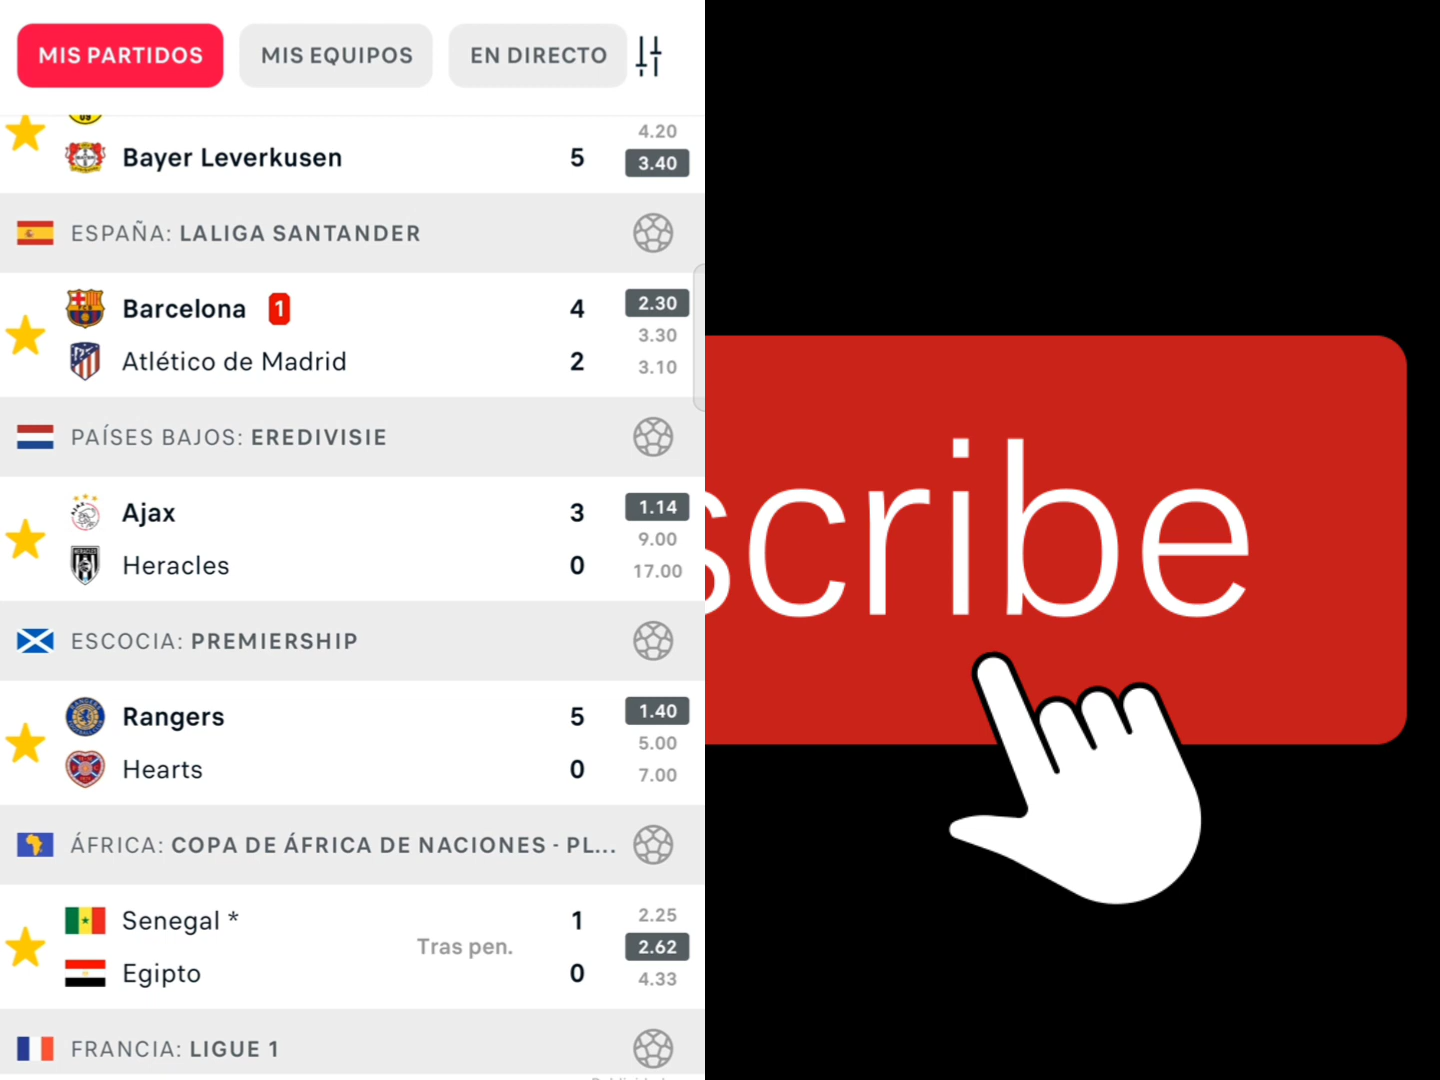 MIS PARTIDOS MIS EQUIPOS EN DIRECTO
09
4.20
Bayer Leverkusen 5 3.40
ESPAÑA: LALIGA SANTANDER
Barcelona 1 4 2.30
3.30
Atlético de Madrid 2 3.10
PAÍSES BAJOS: EREDIVISIE
Ajax 3 1.14
9.00
Heracles 0 17.00
ESCOCIA: PREMIERSHIP
Rangers 5 1.40
5.00
Hearts 0 7.00
ÁFRICA: COPA DE ÁFRICA DE NACIONES - PL...
Senegal * 1 2.25
Tras pen. 2.62
Egipto 0 4.33
FRANCIA: LIGUE 1
scribe